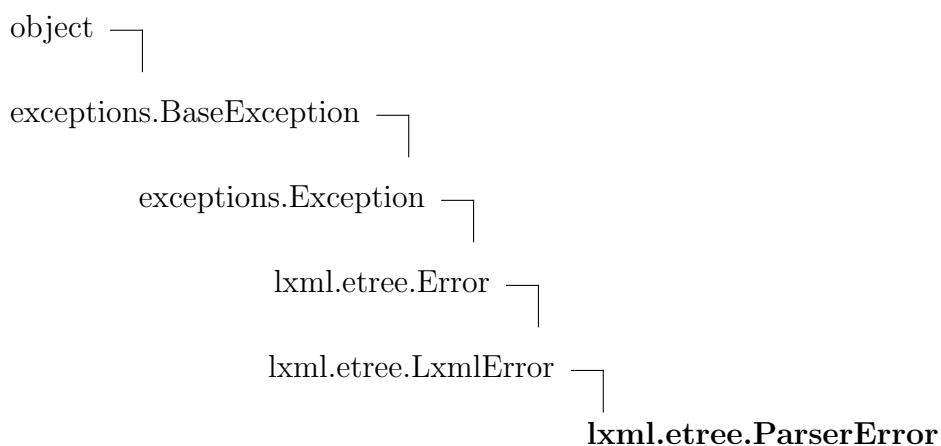 object
exceptions.BaseException
exceptions.Exception
lxml.etree.Error
lxml.etree.LxmlError
lxml.etree.ParserError